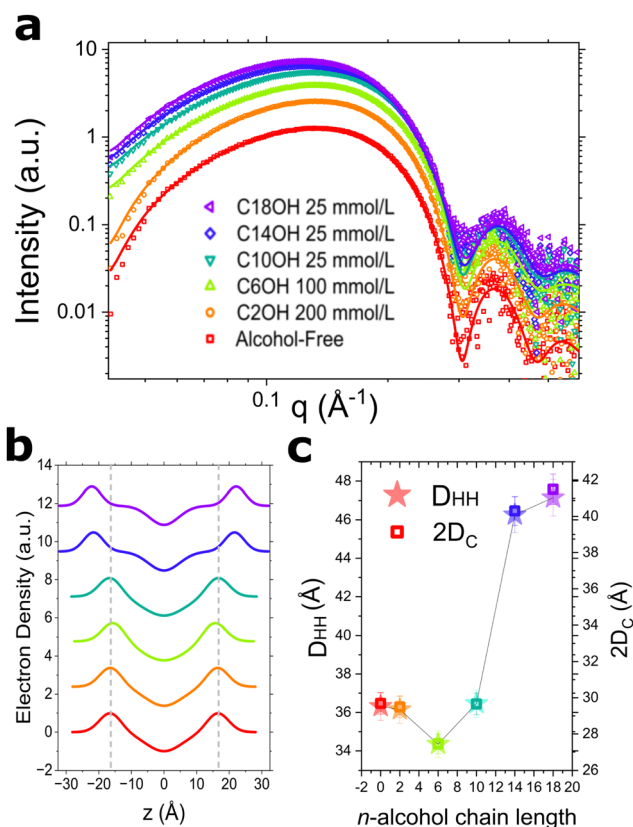 a
10
1
0.1
0.01
Intensity (a.u.)
C18OH 25 mmol/L
C14OH 25 mmol/L
C10OH 25 mmol/L
C6OH 100 mmol/L
C2OH 200 mmol/L
Alcohol-Free
0.1
q (Å⁻¹)
b
14
12
10
8
6
4
2
0
−2
Electron Density (a.u.)
−30 −20 −10 0 10 20 30
z (Å)
c
48
46
44
42
40
38
36
34
DHH (Å)
DHH
2DC
42
40
38
36
34
32
30
28
26
2DC (Å)
-2 0 2 4 6 8 10 12 14 16 18 20
n-alcohol chain length